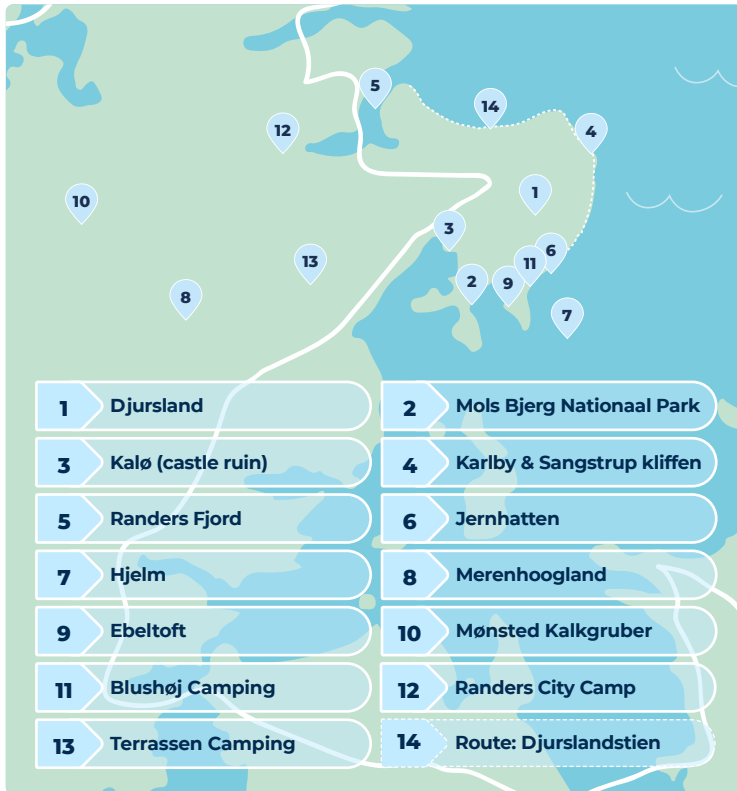 5
14
12
4
1
10
3
6
11
13
2
9
8
7
1 Djursland
2 Mols Bjerg Nationaal Park
3 Kalø (castle ruin)
4 Karlby & Sangstrup kliffen
5 Randers Fjord
6 Jernhatten
7 Hjelm
8 Merenhoogland
9 Ebeltoft
10 Mønsted Kalkgruber
11 Blushøj Camping
12 Randers City Camp
13 Terrassen Camping
14 Route: Djurslandstien